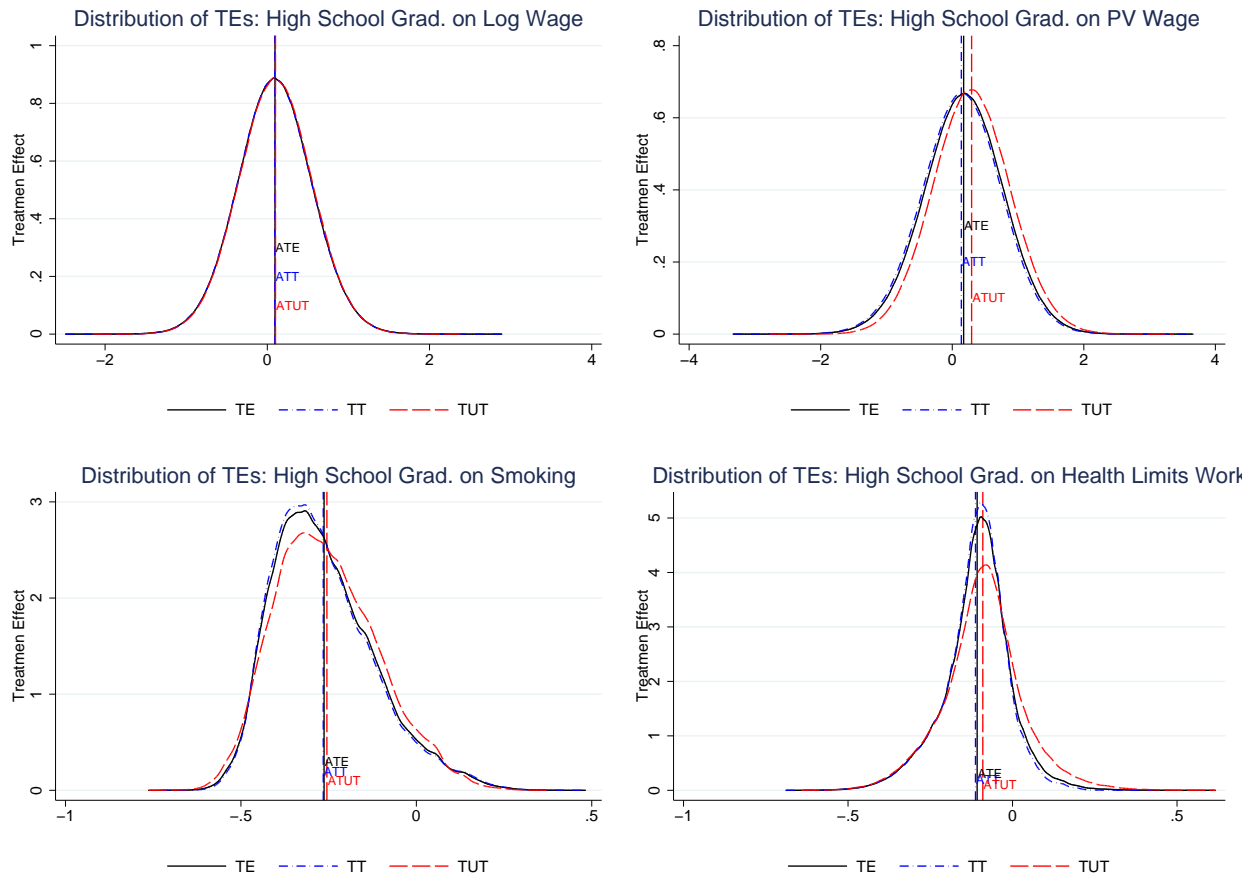 Distribution of TEs: High School Grad. on Log Wage
Treatmen Effect
1
.8
.6
.4
.2
0
ATE
ATT
ATUT
−2
0
2
4
TE
TT
TUT
Distribution of TEs: High School Grad. on PV Wage
Treatmen Effect
.8
.6
.4
.2
0
ATE
ATT
ATUT
−4
−2
0
2
4
TE
TT
TUT
Distribution of TEs: High School Grad. on Smoking
Treatmen Effect
3
2
1
0
ATE
ATT
ATUT
−1
−.5
0
.5
TE
TT
TUT
Distribution of TEs: High School Grad. on Health Limits Work
Treatmen Effect
5
4
3
2
1
0
ATE
ATT
ATUT
−1
−.5
0
.5
TE
TT
TUT